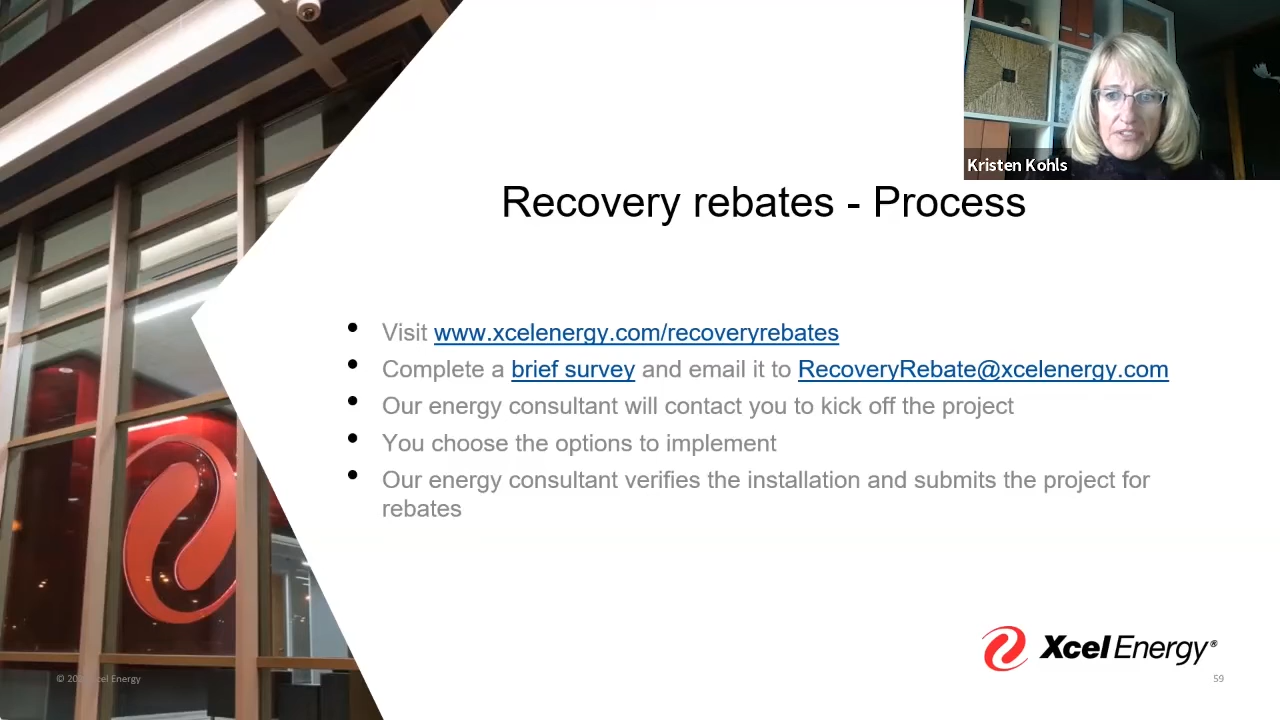 Kristen Kohls
Recovery rebates - Process
• Visit www.xcelenergy.com/recoveryrebates
• Complete a brief survey and email it to RecoveryRebate@xcelenergy.com
• Our energy consultant will contact you to kick off the project
• You choose the options to implement
• Our energy consultant verifies the installation and submits the project for
rebates
Xcel Energy®
© Energy
59